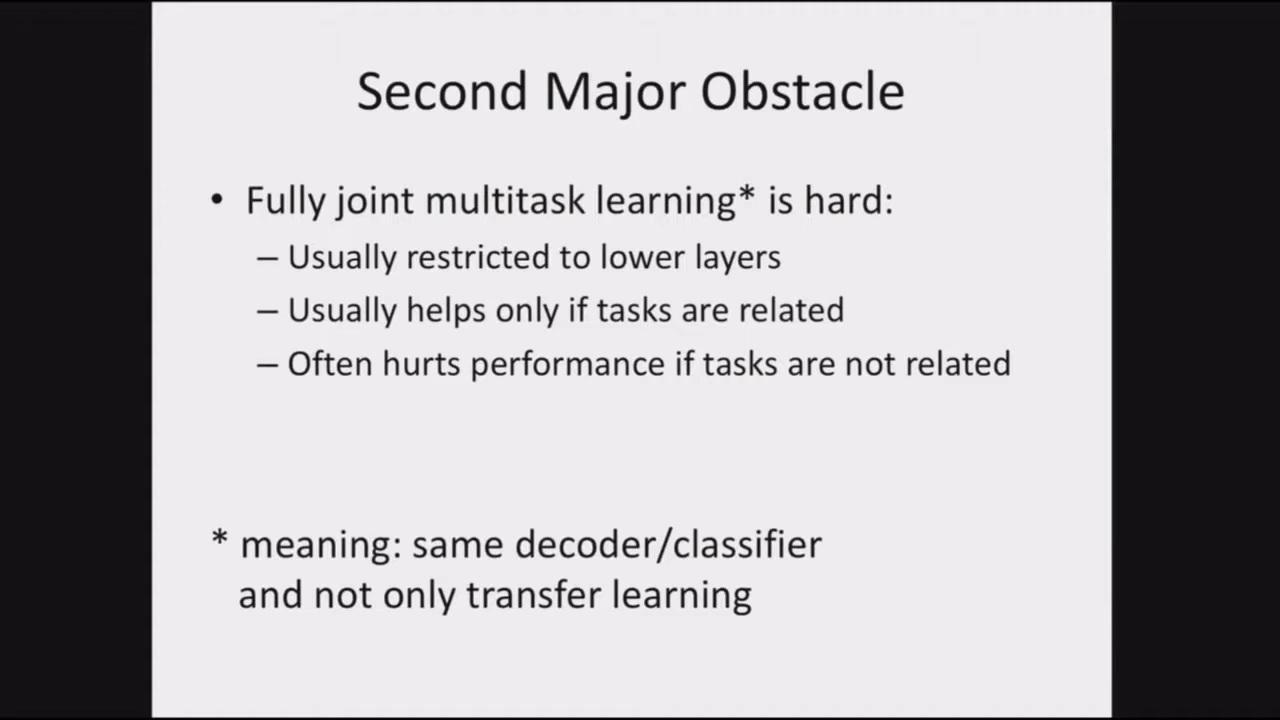 Second Major Obstacle
• Fully joint multitask learning* is hard:
– Usually restricted to lower layers
– Usually helps only if tasks are related
– Often hurts performance if tasks are not related
* meaning: same decoder/classifier
and not only transfer learning